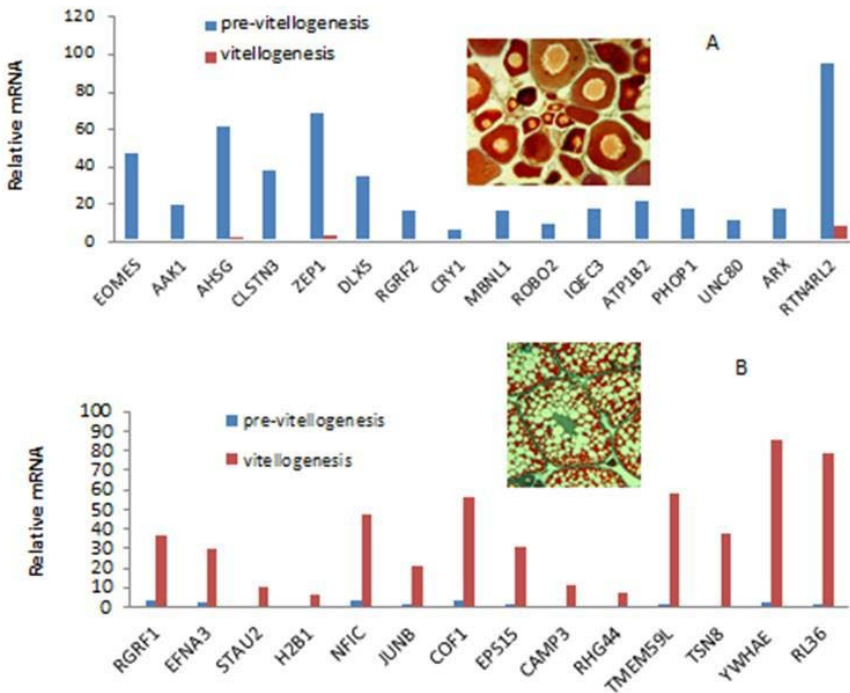 120
100
80
60
40
20
0
Relative mRNA
pre-vitellogenesis
vitellogenesis
A
EOMES
AAK1
AHSG
CLSTN3
ZEP1
DLX5
RGRF2
CRY1
MBNL1
ROBO2
IQEC3
ATP1B2
PHOP1
UNC80
ARX
RTN4RL2
B
100
90
80
70
60
50
40
30
20
10
0
Relative mRNA
pre-vitellogenesis
vitellogenesis
RGRF1
EFNA3
STAU2
H2B1
NFIC
JUNB
COF1
EPS15
CAMP3
RHG44
TMEM59L
TSN8
YWHAE
RL36